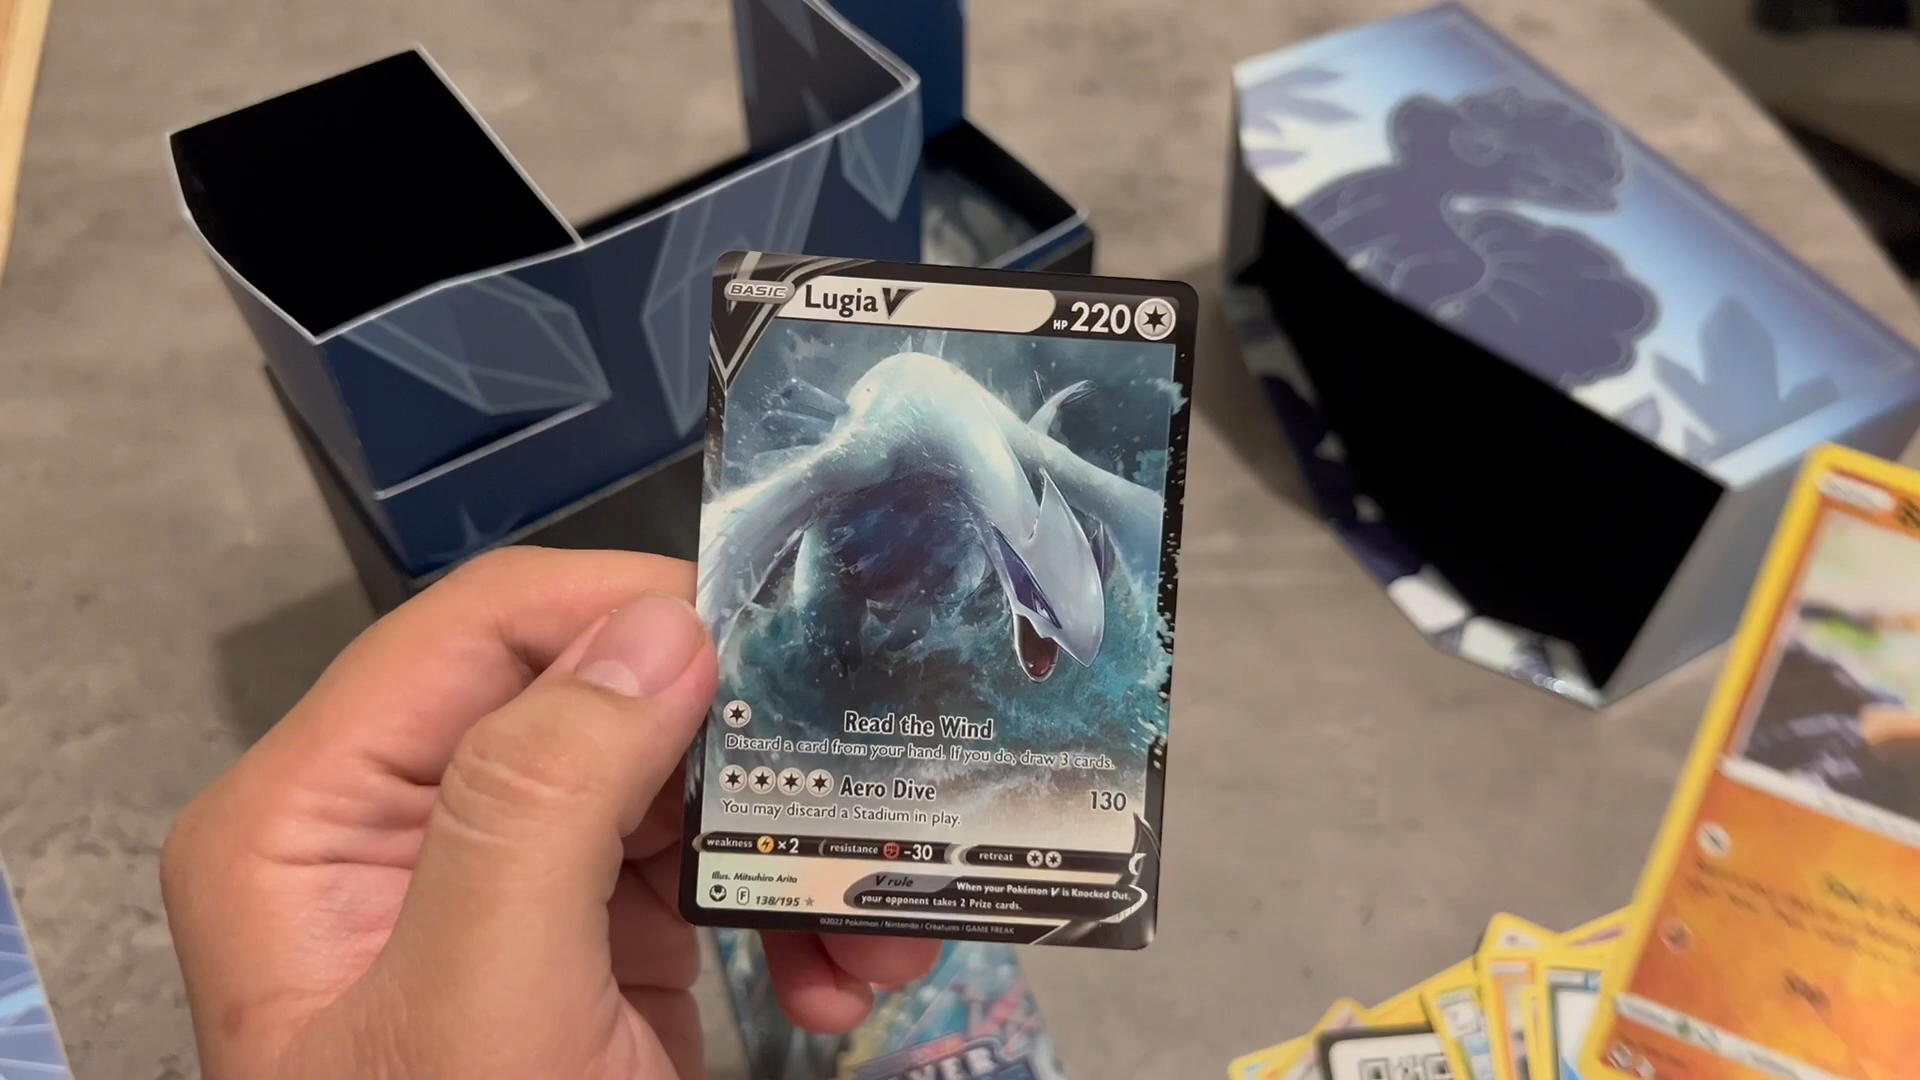 BASIC Lugia V HP 220
Read the Wind
Discard a card from your hand. If you do, draw 3 cards.
Aero Dive 130
You may discard a Stadium in play.
weakness ×2 resistance -30 retreat
Illus. Mitsuhiro Arita
V rule When your Pokémon V is Knocked Out,
your opponent takes 2 Prize cards.
F 138/195
©2022 Pokémon / Nintendo / Creatures / GAME FREAK